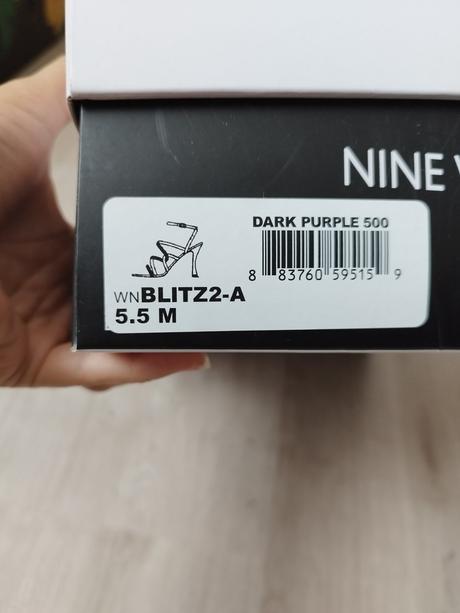 NINE
DARK PURPLE 500
8 83760 59515 9
WNBLITZ2-A
5.5 M